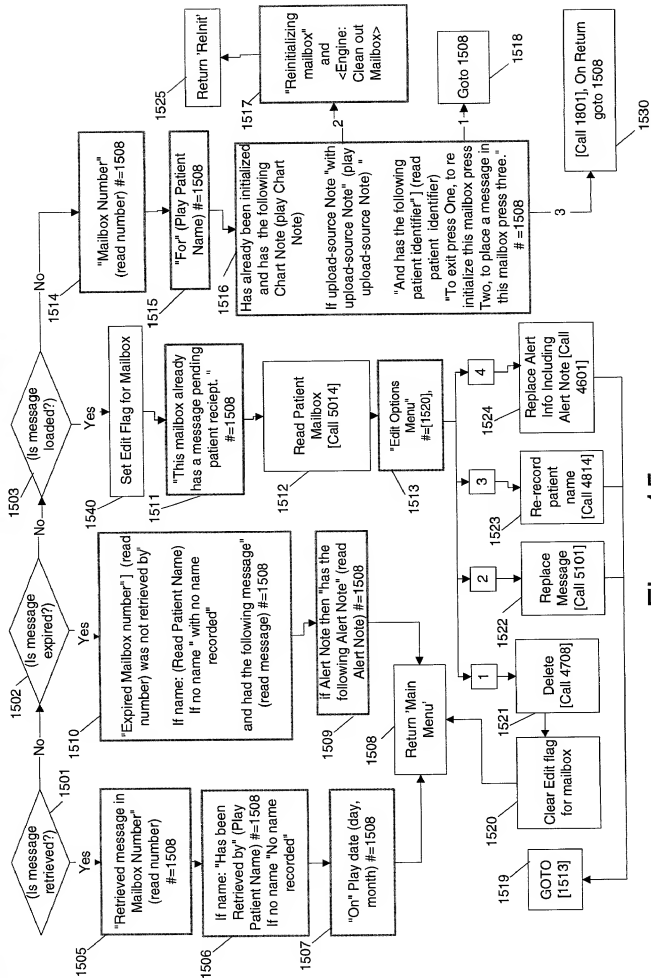 (Is message
retrieved?)
1501
No
Yes
(Is message
expired?)
1502
No
Yes
(Is message
loaded?)
1503
No
Yes
1505
"Retrieved message in
Mailbox Number"
(read number)
#=1508
1506
If name: "Has been
Retrieved by" (Play
Patient Name) #=1508
If no name "No name
recorded"
1507
"On" Play date (day,
month) #=1508
1510
"Expired Mailbox number" ] (read
number) was not retrieved by"
If name: (Read Patient Name)
If no name " with no name
recorded"
and had the following message"
(read message) #=1508
1509
if Alert Note then "has the
following Alert Note" (read
Alert Note) #=1508
1508
Return 'Main
Menu'
1540
Set Edit Flag for Mailbox
1511
"This mailbox already
has a message pending
patient reciept. "
#=1508
1512
Read Patient
Mailbox
[Call 5014]
1513
"Edit Options
Menu"
#=[1520],
1
2
3
4
1521
Delete
[Call 4708]
1522
Replace Message
[Call 5101]
1523
Re-record
patient
name
[Call 4814]
1524
Replace Alert
Info Including
Alert Note [Call
4601]
1520
Clear Edit flag
for mailbox
1519
GOTO
[1513]
1514
"Mailbox Number"
(read number) #=1508
1515
"For" (Play Patient
Name) #=1508
1516
Has already been initialized
and has the following
Chart Note (play Chart
Note)
If upload-source Note "with
upload-source Note" (play
upload-source Note) "
"And has the following
patient identifier" ] (read
patient identifier)
"To exit press One, to re
initialize this mailbox press
Two, to place a message in
this mailbox press three."
# =1508
2
1
3
1525
Return 'ReInit'
1517
"Reinitializing
mailbox"
and
<Engine:
Clean out
Mailbox>
Goto 1508
1518
[Call 1801], On Return
goto 1508
1530